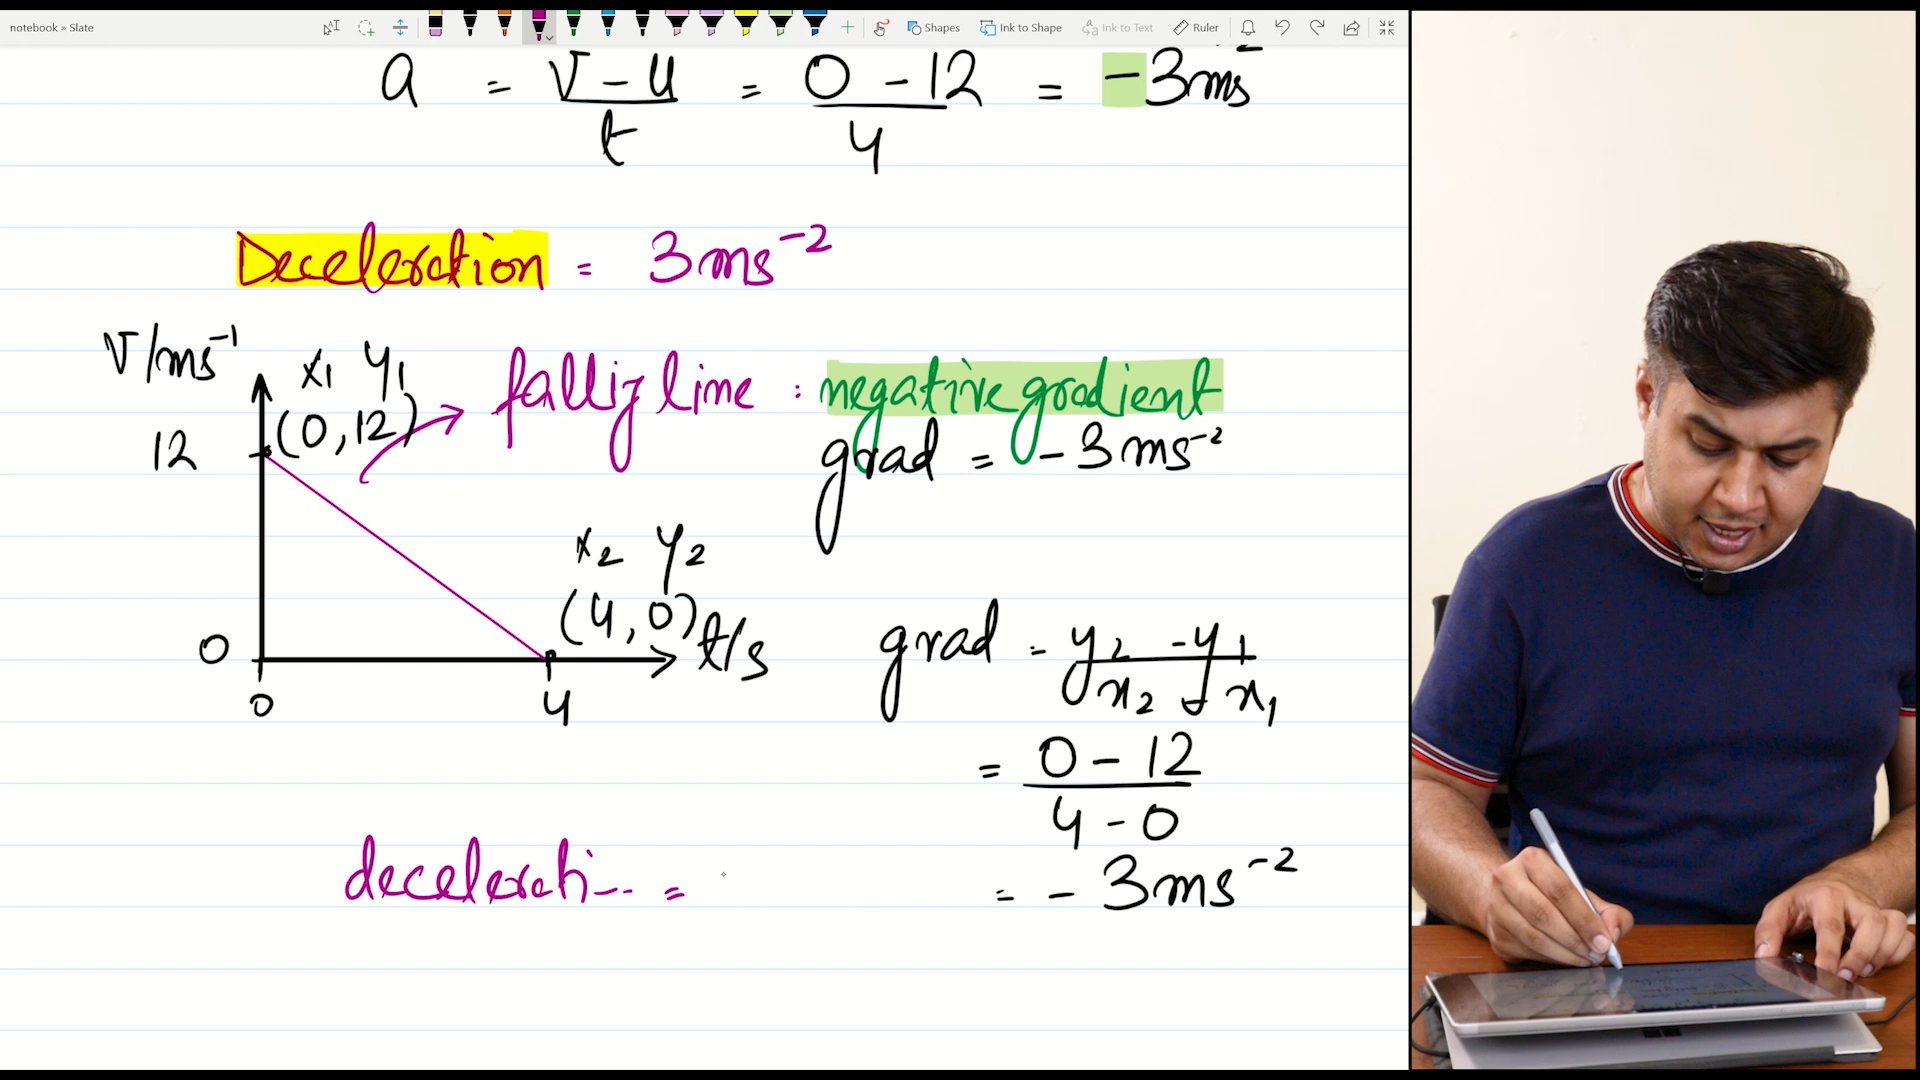 notebook » Slate
Shapes Ink to Shape Ink to Text Ruler
a = v - u / t = 0 - 12 / 4 = -3ms⁻²
Deceleration = 3ms⁻²
V/ms⁻¹
x₁ y₁
(0,12)
12
falling line : negative gradient
grad = -3ms⁻²
x₂ y₂
(4,0)
t/s
0
0
4
grad = y₂ - y₁ / x₂ - x₁
= 0 - 12 / 4 - 0
= -3ms⁻²
decelerati... =